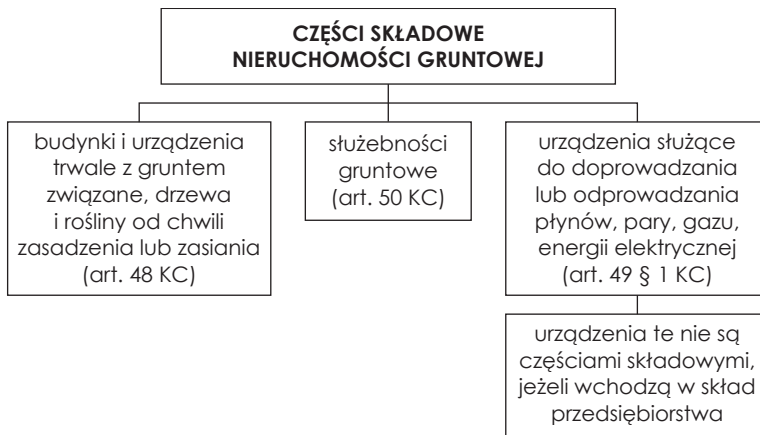 CZĘŚCI SKŁADOWE
NIERUCHOMOŚCI GRUNTOWEJ
budynki i urządzenia
trwale z gruntem
związane, drzewa
i rośliny od chwili
zasadzenia lub zasiania
(art. 48 KC)
służebności
gruntowe
(art. 50 KC)
urządzenia służące
do doprowadzania
lub odprowadzania
płynów, pary, gazu,
energii elektrycznej
(art. 49 § 1 KC)
urządzenia te nie są
częściami składowymi,
jeżeli wchodzą w skład
przedsiębiorstwa